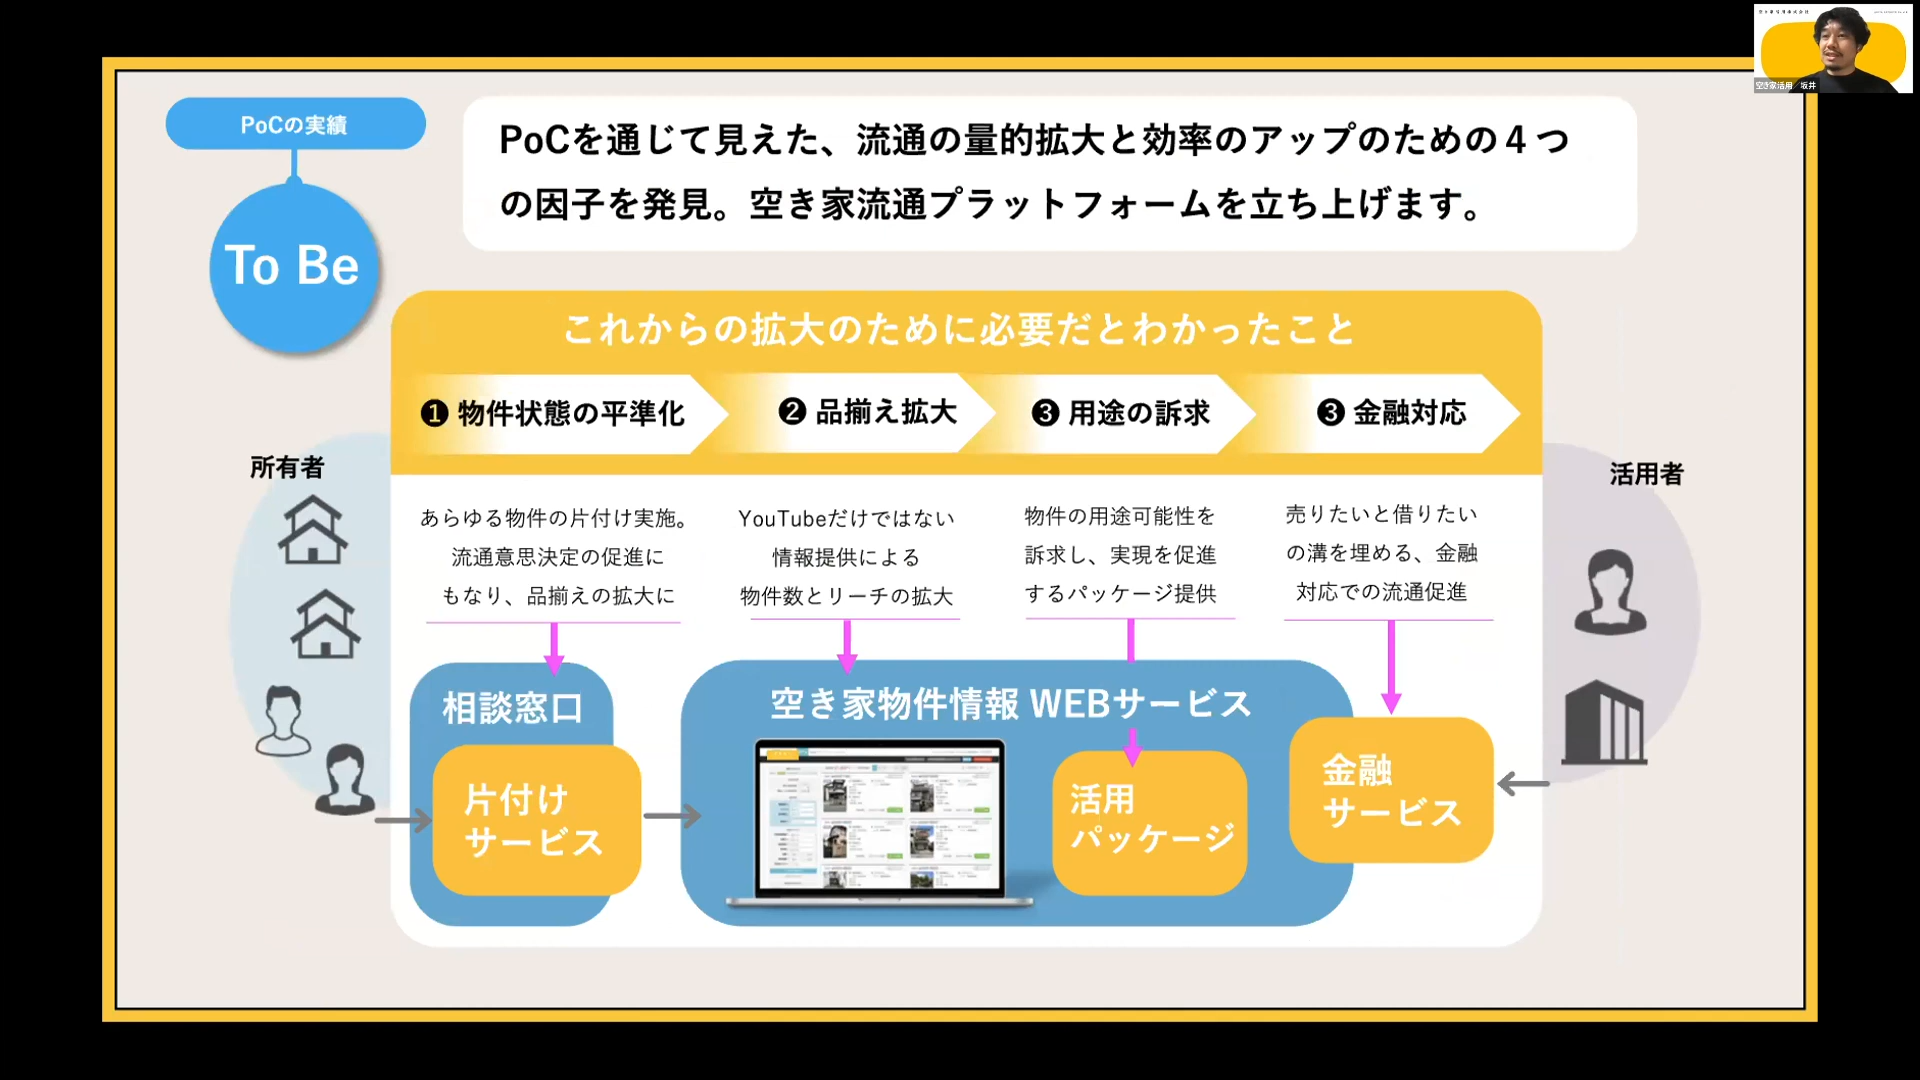 空き家活用 坂井
PoCの実績
To Be
PoCを通じて見えた、流通の量的拡大と効率のアップのための４つ
の因子を発見。空き家流通プラットフォームを立ち上げます。
これからの拡大のために必要だとわかったこと
❶ 物件状態の平準化
❷ 品揃え拡大
❸ 用途の訴求
❸ 金融対応
所有者
活用者
あらゆる物件の片付け実施。
流通意思決定の促進に
もなり、品揃えの拡大に
YouTubeだけではない
情報提供による
物件数とリーチの拡大
物件の用途可能性を
訴求し、実現を促進
するパッケージ提供
売りたいと借りたい
の溝を埋める、金融
対応での流通促進
相談窓口
片付け
サービス
空き家物件情報 WEBサービス
活用
パッケージ
金融
サービス